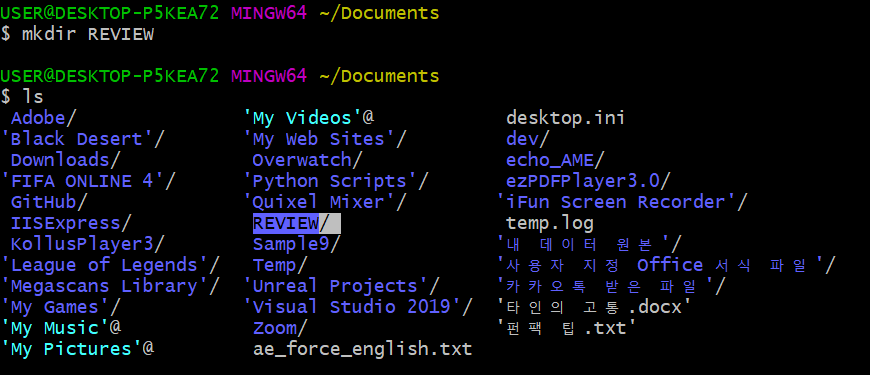 USER@DESKTOP-P5KEA72 MINGW64 ~/Documents
$ mkdir REVIEW
USER@DESKTOP-P5KEA72 MINGW64 ~/Documents
$ ls
Adobe/ 'My Videos'@ desktop.ini
'Black Desert'/ 'My Web Sites'/ dev/
Downloads/ Overwatch/ echo_AME/
'FIFA ONLINE 4'/ 'Python Scripts'/ ezPDFPlayer3.0/
GitHub/ 'Quixel Mixer'/ 'iFun Screen Recorder'/
IISExpress/ REVIEW/ temp.log
KollusPlayer3/ Sample9/ '내 데이터 원본'/
'League of Legends'/ Temp/ '사용자 지정 Office 서식 파일'/
'Megascans Library'/ 'Unreal Projects'/ '카카오톡 받은 파일'/
'My Games'/ 'Visual Studio 2019'/ '타인의 고통.docx'
'My Music'@ Zoom/ '펀팩 팁.txt'
'My Pictures'@ ae_force_english.txt